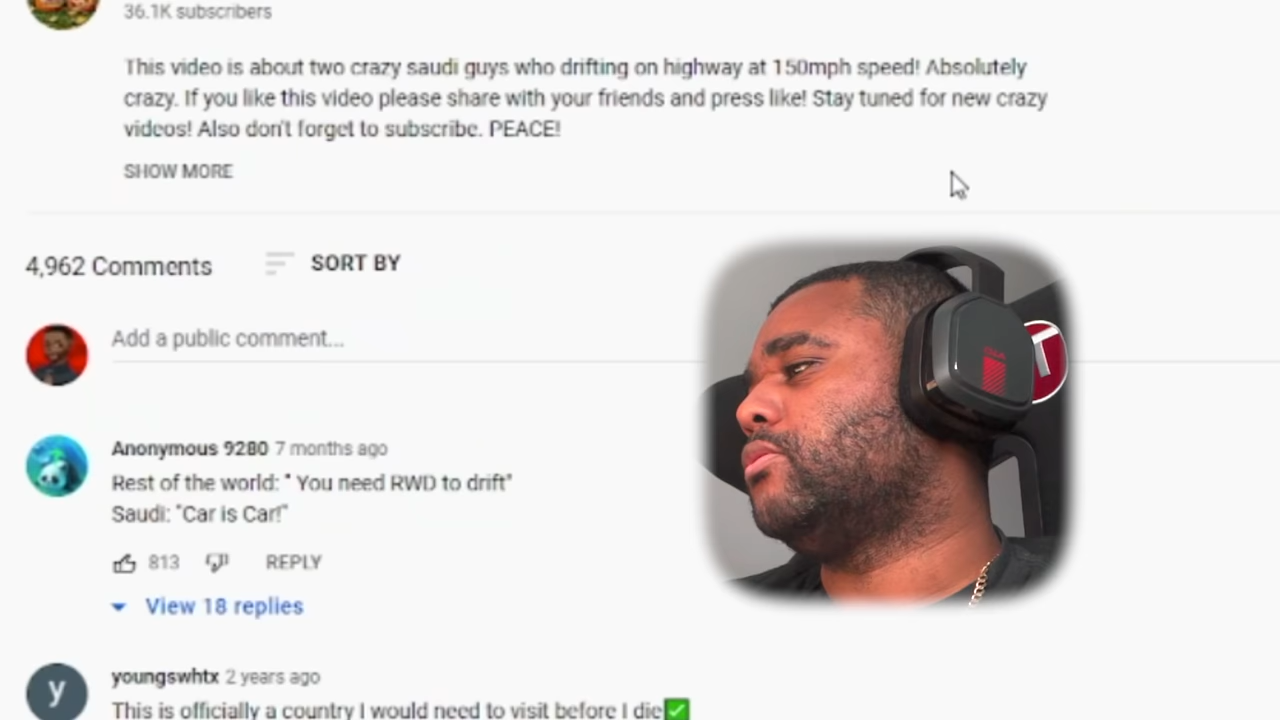 36.1K subscribers
This video is about two crazy saudi guys who drifting on highway at 150mph speed! Absolutely
crazy. If you like this video please share with your friends and press like! Stay tuned for new crazy
videos! Also don't forget to subscribe. PEACE!
SHOW MORE
4,962 Comments
SORT BY
Add a public comment...
Anonymous 9280 7 months ago
Rest of the world: " You need RWD to drift"
Saudi: "Car is Car!"
813
REPLY
View 18 replies
y
youngswhtx 2 years ago
This is officially a country I would need to visit before I die✅